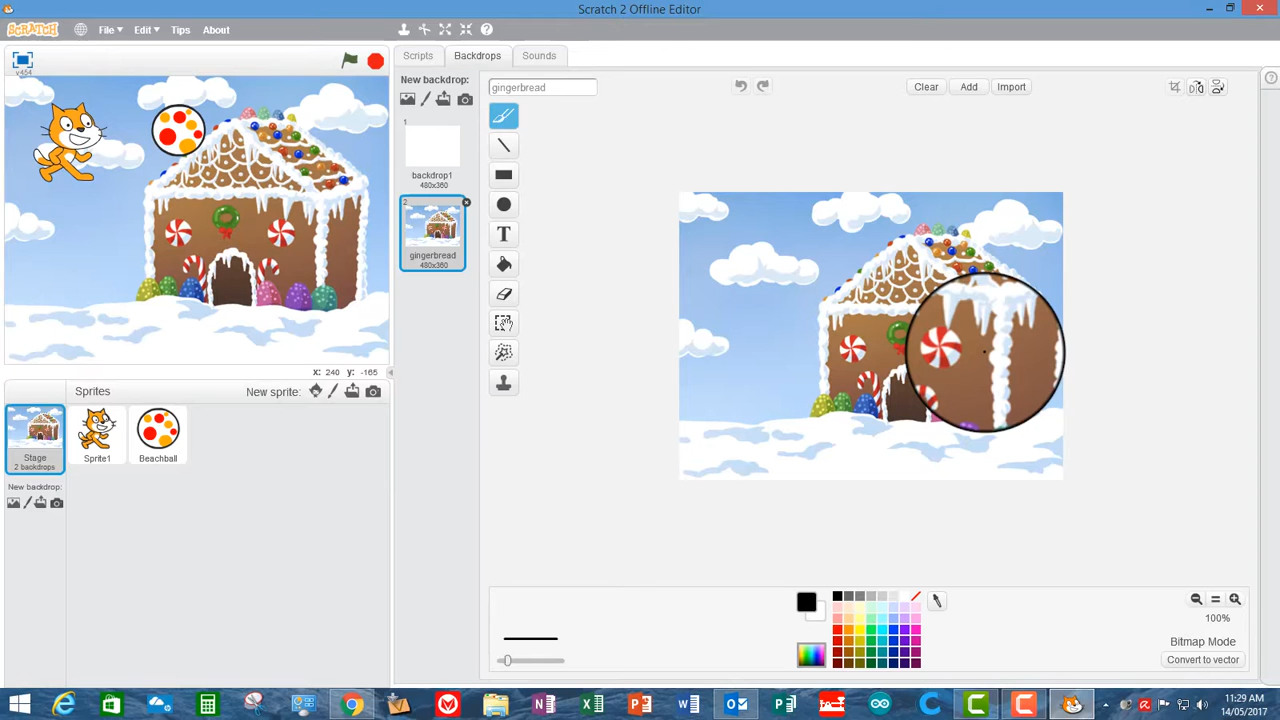 Scratch 2 Offline Editor
SCRATCH File Edit Tips About
v454
Scripts Backdrops Sounds
New backdrop:
1
backdrop1
480x360
2
gingerbread
480x360
gingerbread
Clear Add Import
T
x: 240 y: -165
Sprites New sprite:
Stage
2 backdrops
New backdrop:
Sprite1
Beachball
100%
Bitmap Mode
Convert to vector
11:29 AM
14/05/2017